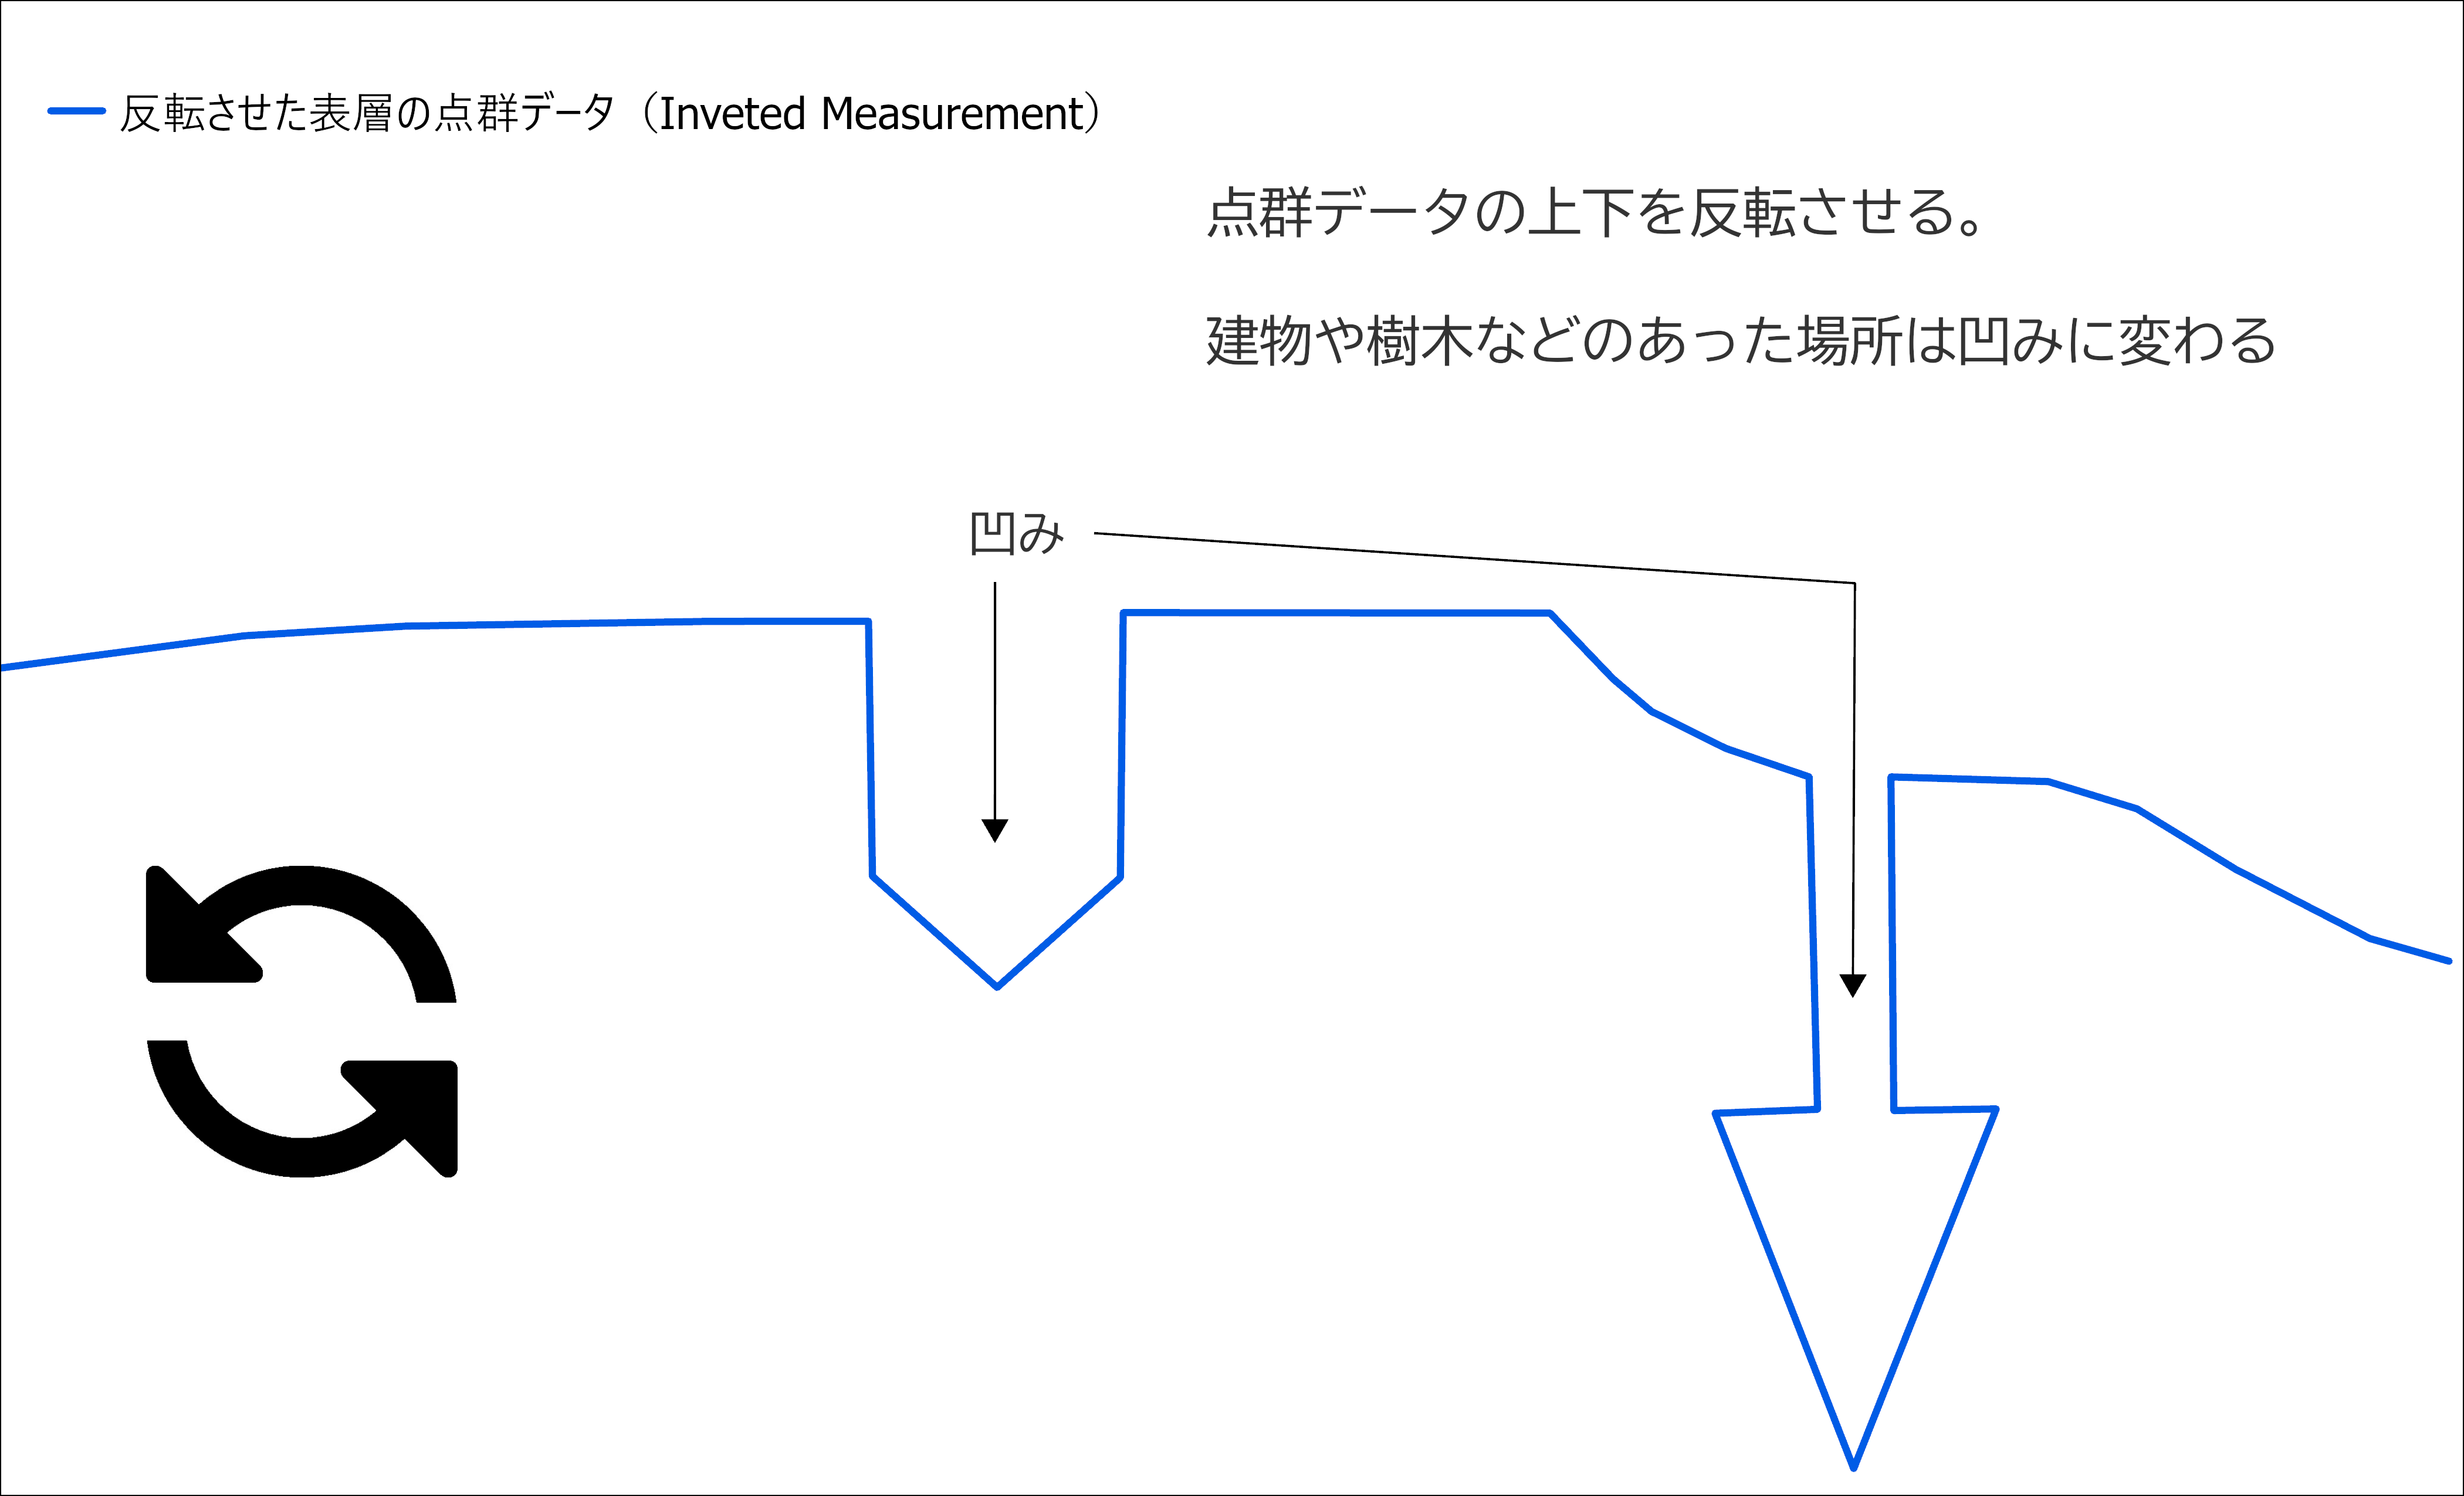 反転させた表層の点群データ（Inveted Measurement）
点群データの上下を反転させる。
建物や樹木などのあった場所は凹みに変わる
凹み